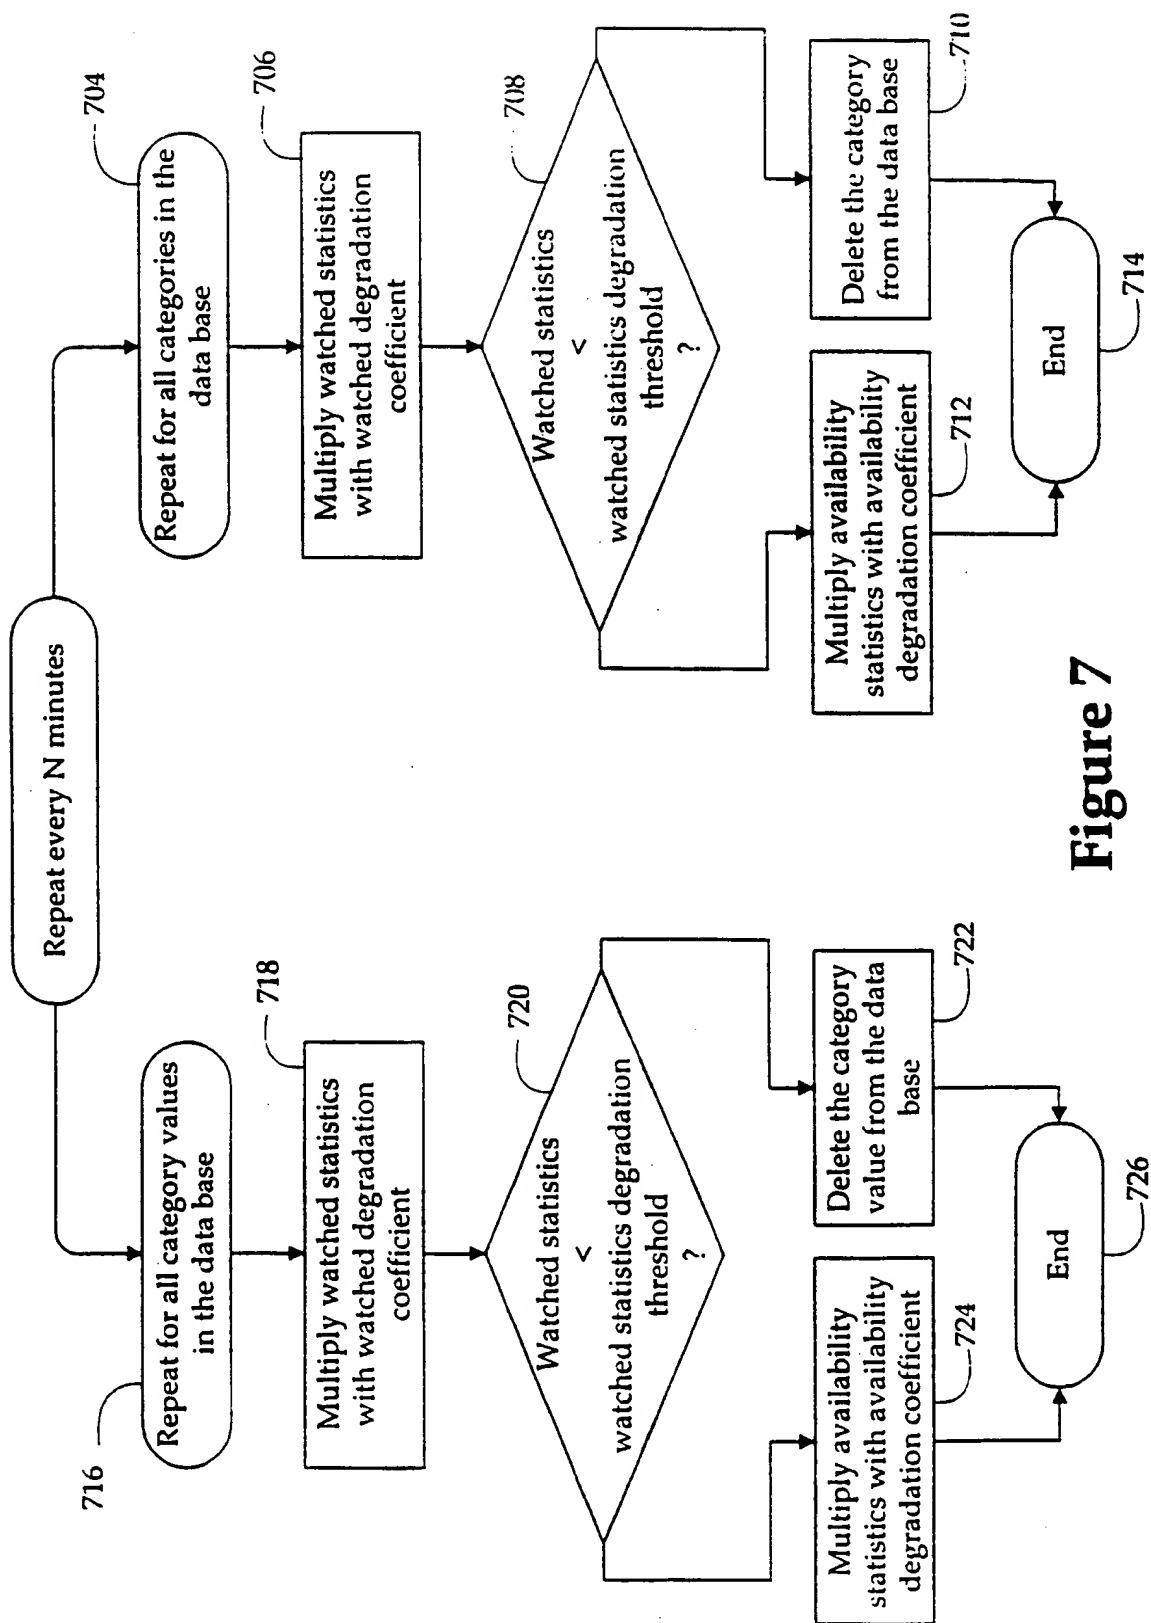 Repeat every N minutes
716
Repeat for all category values
in the data base
718
Multiply watched statistics
with watched degradation
coefficient
720
Watched statistics
<
watched statistics degradation
threshold
?
Multiply availability
statistics with availability
degradation coefficient
724
Delete the category
value from the data
base
722
End
726
704
Repeat for all categories in the
data base
706
Multiply watched statistics
with watched degradation
coefficient
708
Watched statistics
<
watched statistics degradation
threshold
?
Multiply availability
statistics with availability
degradation coefficient
712
Delete the category
from the data base
710
End
714
Figure 7